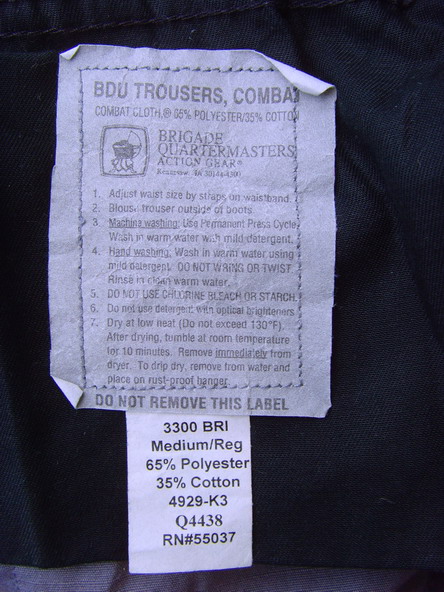 BDU TROUSERS, COMBAT
COMBAT CLOTH,® 65% POLYESTER/35% COTTON
BRIGADE
QUARTERMASTERS
ACTION GEAR®
Kennesaw, GA 30144-4300
1. Adjust waist size by straps on waistband.
2. Blouse trouser outside of boots.
3. Machine washing: Use Permanent Press Cycle
Wash in warm water with mild detergent.
4. Hand washing: Wash in warm water using
mild detergent. DO NOT WRING OR TWIST
Rinse in clean warm water.
5. DO NOT USE CHLORINE BLEACH OR STARCH.
6. Do not use detergent with optical brighteners
7. Dry at low heat (Do not exceed 130°F).
After drying, tumble at room temperature
for 10 minutes. Remove immediately from
dryer. To drip dry, remove from water and
place on rust-proof hanger.
DO NOT REMOVE THIS LABEL
3300 BRI
Medium/Reg
65% Polyester
35% Cotton
4929-K3
Q4438
RN#55037